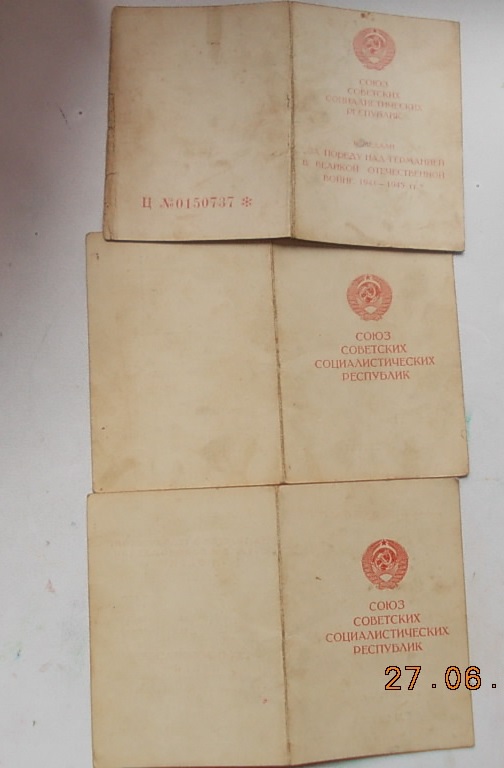 СОЮЗ
СОВЕТСКИХ
СОЦИАЛИСТИЧЕСКИХ
РЕСПУБЛИК
МЕДАЛИ
„ЗА ПОБЕДУ НАД ГЕРМАНИЕЙ
В ВЕЛИКОЙ ОТЕЧЕСТВЕННОЙ
ВОЙНЕ 1941–1945 гг."
Ц №0150737 *
СОЮЗ
СОВЕТСКИХ
СОЦИАЛИСТИЧЕСКИХ
РЕСПУБЛИК
СОЮЗ
СОВЕТСКИХ
СОЦИАЛИСТИЧЕСКИХ
РЕСПУБЛИК
27.06.